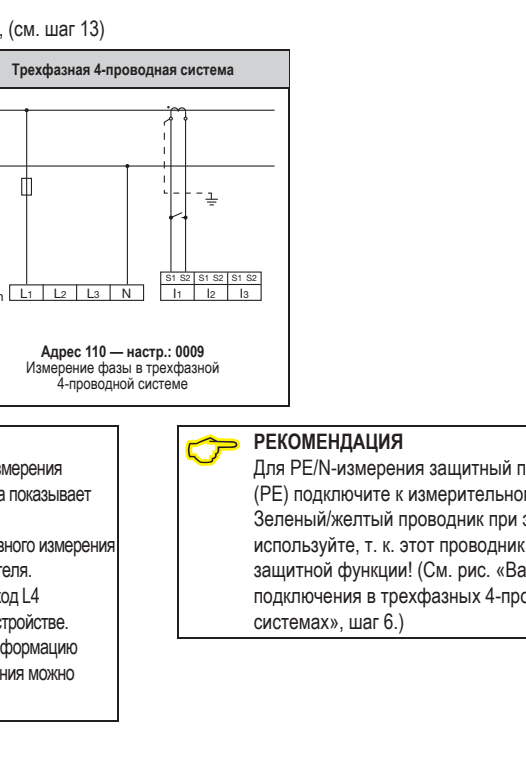 , (см. шаг 13)
Трехфазная 4-проводная система
S1 S2 S1 S2 S1 S2
L1 L2 L3 N I1 I2 I3
Адрес 110 — настр.: 0009
Измерение фазы в трехфазной
4-проводной системе
змерения
а показывает
вного измерения
теля.
од L4
стройстве.
формацию
ния можно
РЕКОМЕНДАЦИЯ
Для PE/N-измерения защитный п
(PE) подключите к измерительно
Зеленый/желтый проводник при э
используйте, т. к. этот проводник
защитной функции! (См. рис. «Ва
подключения в трехфазных 4-про
системах», шаг 6.)